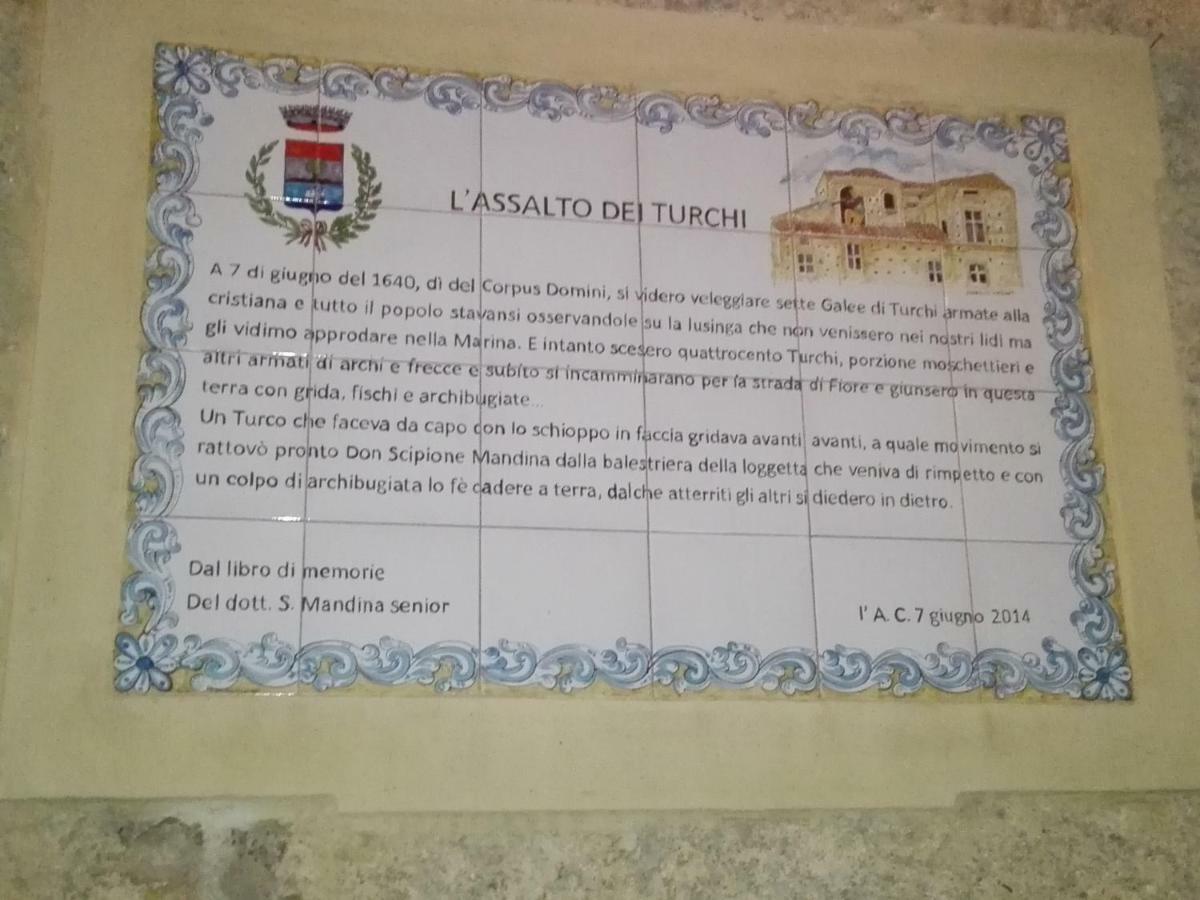 L'ASSALTO DEI TURCHI
A 7 di giugno del 1640, dì del Corpus Domini, si videro veleggiare sette Galee di Turchi armate alla
cristiana e tutto il popolo stavansi osservandole su la lusinga che non venissero nei nostri lidi ma
gli vidimo approdare nella Marina. E intanto scesero quattrocento Turchi, porzione moschettieri e
altri armati di archi e frecce e subito si incamminarano per la strada di Fiore e giunsero in questa
terra con grida, fischi e archibugiate...
Un Turco che faceva da capo con lo schioppo in faccia gridava avanti avanti, a quale movimento si
rattovò pronto Don Scipione Mandina dalla balestriera della loggetta che veniva di rimpetto e con
un colpo di archibugiata lo fè cadere a terra, dalche atterriti gli altri si diedero in dietro.
Dal libro di memorie
Del dott. S. Mandina senior
l' A. C. 7 giugno 2014